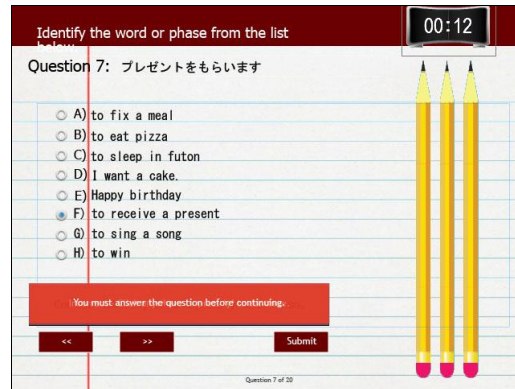 Identify the word or phase from the list
below
00:12
Question 7: プレゼントをもらいます
A) to fix a meal
B) to eat pizza
C) to sleep in futon
D) I want a cake.
E) Happy birthday
F) to receive a present
G) to sing a song
H) to win
You must answer the question before continuing.
<< >> Submit
Question 7 of 20